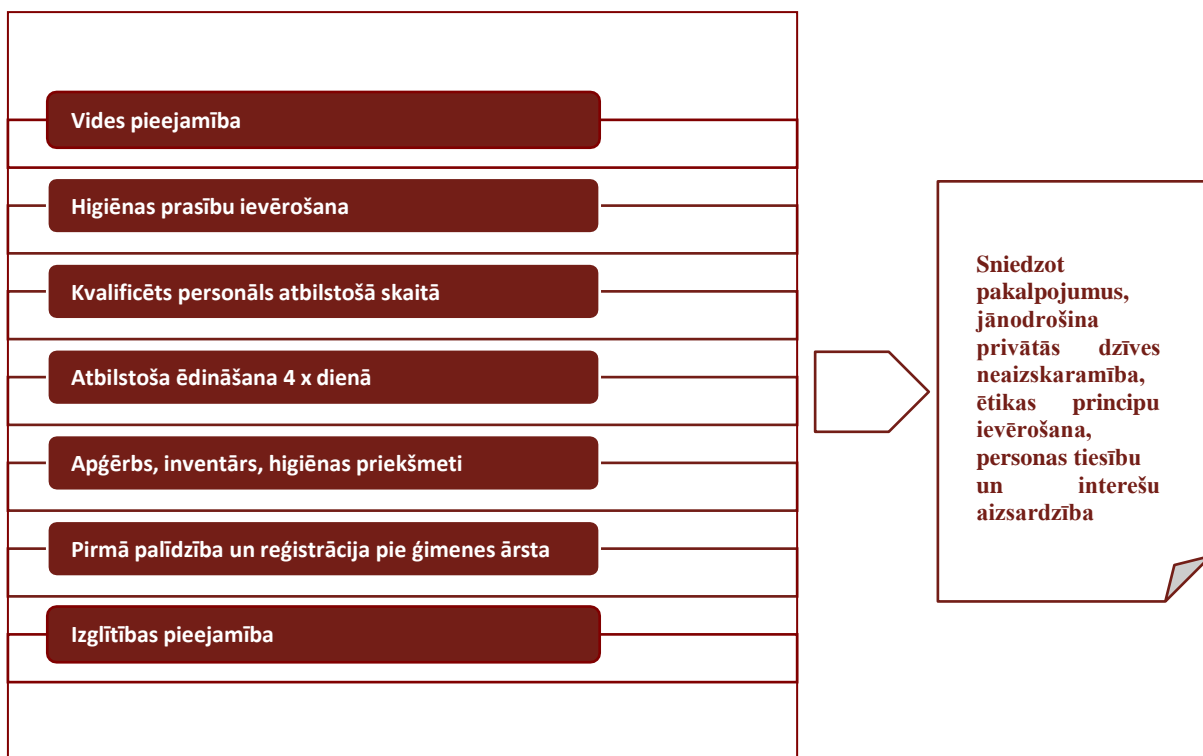 Vides pieejamība
Higiēnas prasību ievērošana
Kvalificēts personāls atbilstošā skaitā
Atbilstoša ēdināšana 4 x dienā
Apģērbs, inventārs, higiēnas priekšmeti
Pirmā palīdzība un reģistrācija pie ģimenes ārsta
Izglītības pieejamība
Sniedzot
pakalpojumus,
jānodrošina
privātās dzīves
neaizskaramība,
ētikas principu
ievērošana,
personas tiesību
un interešu
aizsardzība